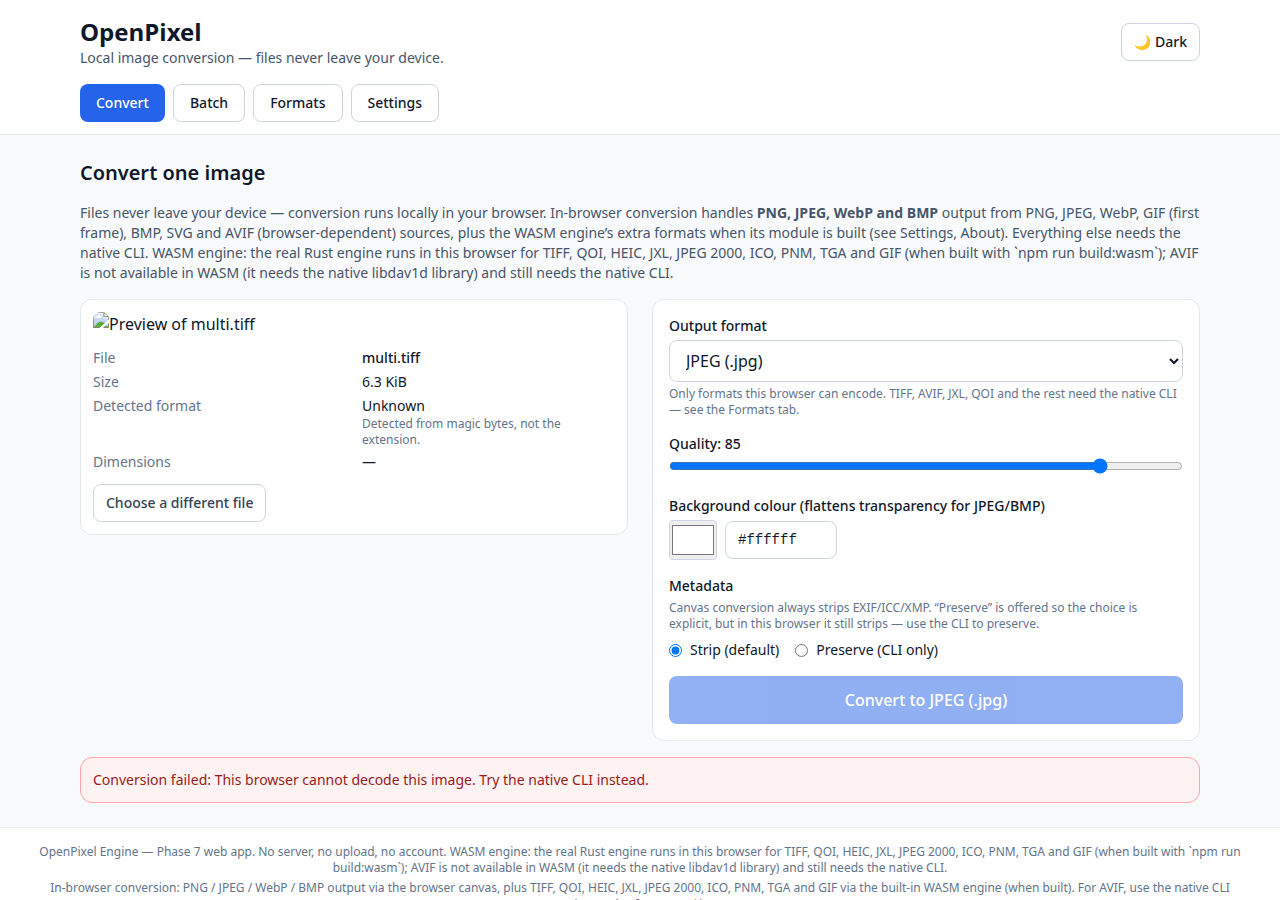 OpenPixel
Local image conversion — files never leave your device.
🌙 Dark
Convert
Batch
Formats
Settings
Convert one image
Files never leave your device — conversion runs locally in your browser. In-browser conversion handles PNG, JPEG, WebP and BMP output from PNG, JPEG, WebP, GIF (first
frame), BMP, SVG and AVIF (browser-dependent) sources, plus the WASM engine’s extra formats when its module is built (see Settings, About). Everything else needs the
native CLI. WASM engine: the real Rust engine runs in this browser for TIFF, QOI, HEIC, JXL, JPEG 2000, ICO, PNM, TGA and GIF (when built with `npm run build:wasm`); AVIF
is not available in WASM (it needs the native libdav1d library) and still needs the native CLI.
Preview of multi.tiff
File
multi.tiff
Size
6.3 KiB
Detected format
Unknown
Detected from magic bytes, not the
extension.
Dimensions
—
Choose a different file
Output format
JPEG (.jpg)
Only formats this browser can encode. TIFF, AVIF, JXL, QOI and the rest need the native CLI
— see the Formats tab.
Quality: 85
Background colour (flattens transparency for JPEG/BMP)
#ffffff
Metadata
Canvas conversion always strips EXIF/ICC/XMP. “Preserve” is offered so the choice is
explicit, but in this browser it still strips — use the CLI to preserve.
Strip (default)
Preserve (CLI only)
Convert to JPEG (.jpg)
Conversion failed: This browser cannot decode this image. Try the native CLI instead.
OpenPixel Engine — Phase 7 web app. No server, no upload, no account. WASM engine: the real Rust engine runs in this browser for TIFF, QOI, HEIC, JXL, JPEG 2000, ICO, PNM, TGA and GIF (when built with `npm run
build:wasm`); AVIF is not available in WASM (it needs the native libdav1d library) and still needs the native CLI.
In-browser conversion: PNG / JPEG / WebP / BMP output via the browser canvas, plus TIFF, QOI, HEIC, JXL, JPEG 2000, ICO, PNM, TGA and GIF via the built-in WASM engine (when built). For AVIF, use the native CLI